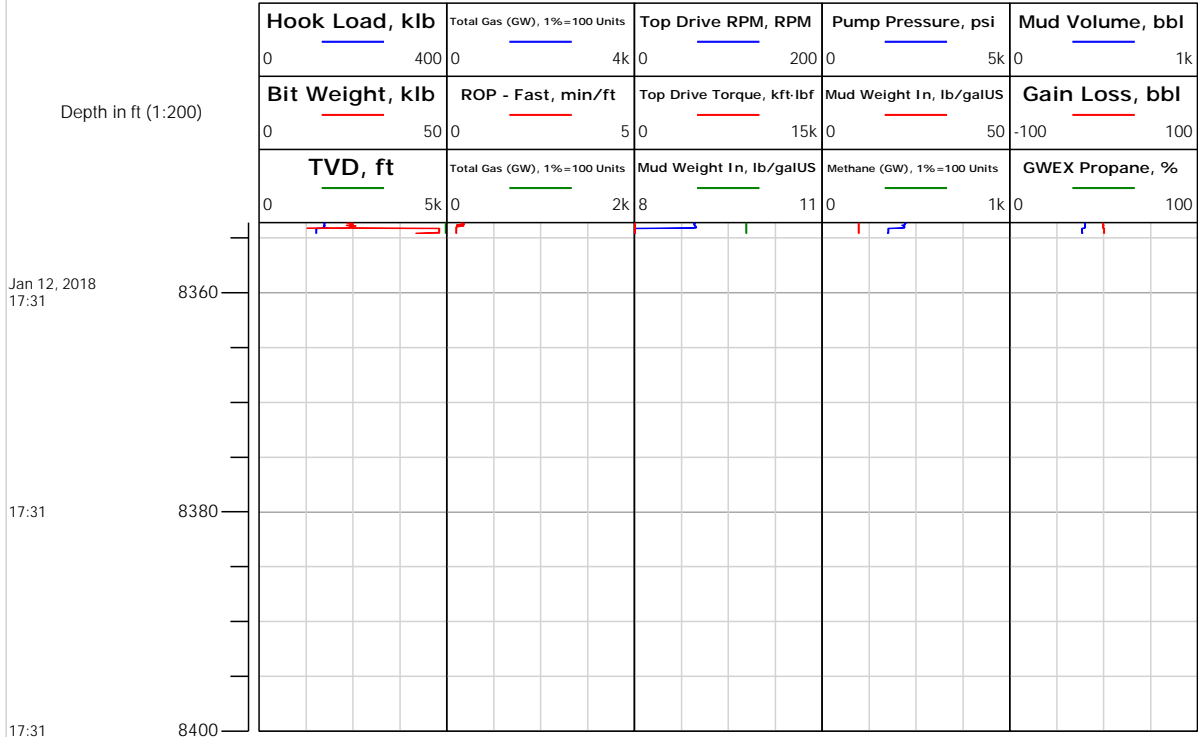 Hook Load, klb
Total Gas (GW), 1%=100 Units
Top Drive RPM, RPM
Pump Pressure, psi
Mud Volume, bbl
0 400
0 4k
0 200
0 5k
0 1k
Depth in ft (1:200)
Bit Weight, klb
ROP - Fast, min/ft
Top Drive Torque, kft·lbf
Mud Weight In, lb/galUS
Gain Loss, bbl
0 50
0 5
0 15k
0 50
-100 100
TVD, ft
Total Gas (GW), 1%=100 Units
Mud Weight In, lb/galUS
Methane (GW), 1%=100 Units
GWEX Propane, %
0 5k
0 2k
8 11
0 1k
0 100
Jan 12, 2018
17:31
8360
17:31
8380
17:31
8400